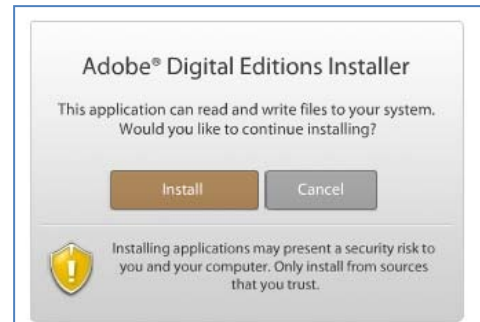 Adobe® Digital Editions Installer
This application can read and write files to your system.
Would you like to continue installing?
Install
Cancel
Installing applications may present a security risk to
you and your computer. Only install from sources
that you trust.